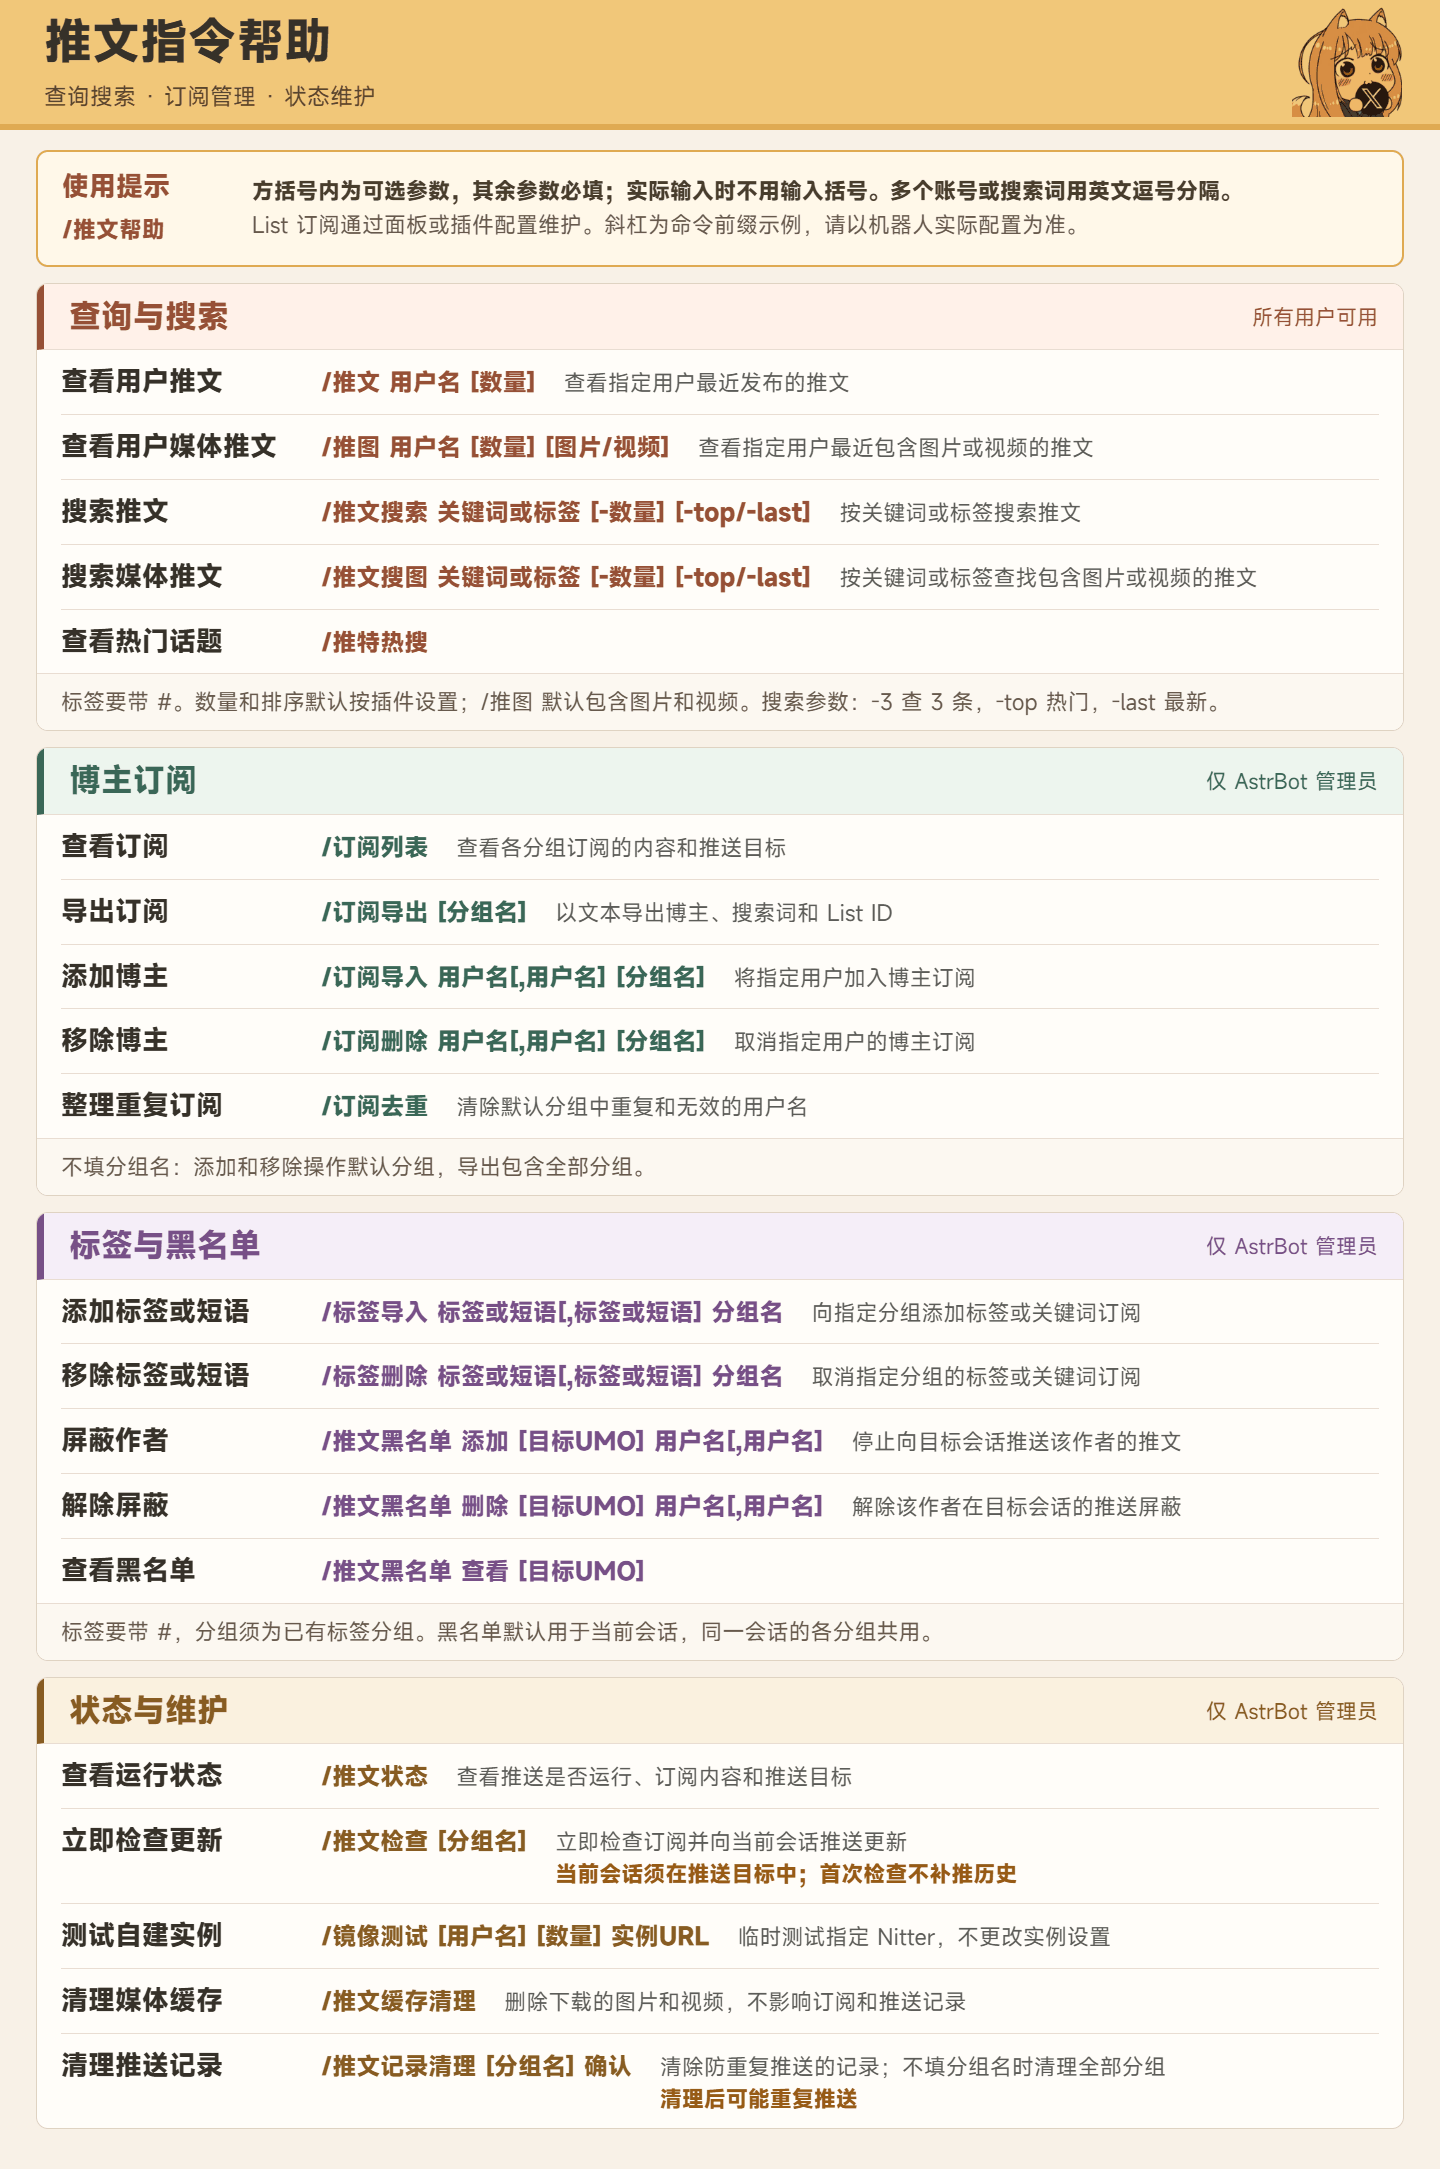 推文指令帮助
查询搜索 · 订阅管理 · 状态维护
使用提示
/推文帮助
方括号内为可选参数，其余参数必填；实际输入时不用输入括号。多个账号或搜索词用英文逗号分隔。
List 订阅通过面板或插件配置维护。斜杠为命令前缀示例，请以机器人实际配置为准。
查询与搜索 所有用户可用
查看用户推文 /推文 用户名 [数量] 查看指定用户最近发布的推文
查看用户媒体推文 /推图 用户名 [数量] [图片/视频] 查看指定用户最近包含图片或视频的推文
搜索推文 /推文搜索 关键词或标签 [-数量] [-top/-last] 按关键词或标签搜索推文
搜索媒体推文 /推文搜图 关键词或标签 [-数量] [-top/-last] 按关键词或标签查找包含图片或视频的推文
查看热门话题 /推特热搜
标签要带 #。数量和排序默认按插件设置；/推图 默认包含图片和视频。搜索参数：-3 查 3 条，-top 热门，-last 最新。
博主订阅 仅 AstrBot 管理员
查看订阅 /订阅列表 查看各分组订阅的内容和推送目标
导出订阅 /订阅导出 [分组名] 以文本导出博主、搜索词和 List ID
添加博主 /订阅导入 用户名[,用户名] [分组名] 将指定用户加入博主订阅
移除博主 /订阅删除 用户名[,用户名] [分组名] 取消指定用户的博主订阅
整理重复订阅 /订阅去重 清除默认分组中重复和无效的用户名
不填分组名：添加和移除操作默认分组，导出包含全部分组。
标签与黑名单 仅 AstrBot 管理员
添加标签或短语 /标签导入 标签或短语[,标签或短语] 分组名 向指定分组添加标签或关键词订阅
移除标签或短语 /标签删除 标签或短语[,标签或短语] 分组名 取消指定分组的标签或关键词订阅
屏蔽作者 /推文黑名单 添加 [目标UMO] 用户名[,用户名] 停止向目标会话推送该作者的推文
解除屏蔽 /推文黑名单 删除 [目标UMO] 用户名[,用户名] 解除该作者在目标会话的推送屏蔽
查看黑名单 /推文黑名单 查看 [目标UMO]
标签要带 #，分组须为已有标签分组。黑名单默认用于当前会话，同一会话的各分组共用。
状态与维护 仅 AstrBot 管理员
查看运行状态 /推文状态 查看推送是否运行、订阅内容和推送目标
立即检查更新 /推文检查 [分组名] 立即检查订阅并向当前会话推送更新
当前会话须在推送目标中；首次检查不补推历史
测试自建实例 /镜像测试 [用户名] [数量] 实例URL 临时测试指定 Nitter，不更改实例设置
清理媒体缓存 /推文缓存清理 删除下载的图片和视频，不影响订阅和推送记录
清理推送记录 /推文记录清理 [分组名] 确认 清除防重复推送的记录；不填分组名时清理全部分组
清理后可能重复推送